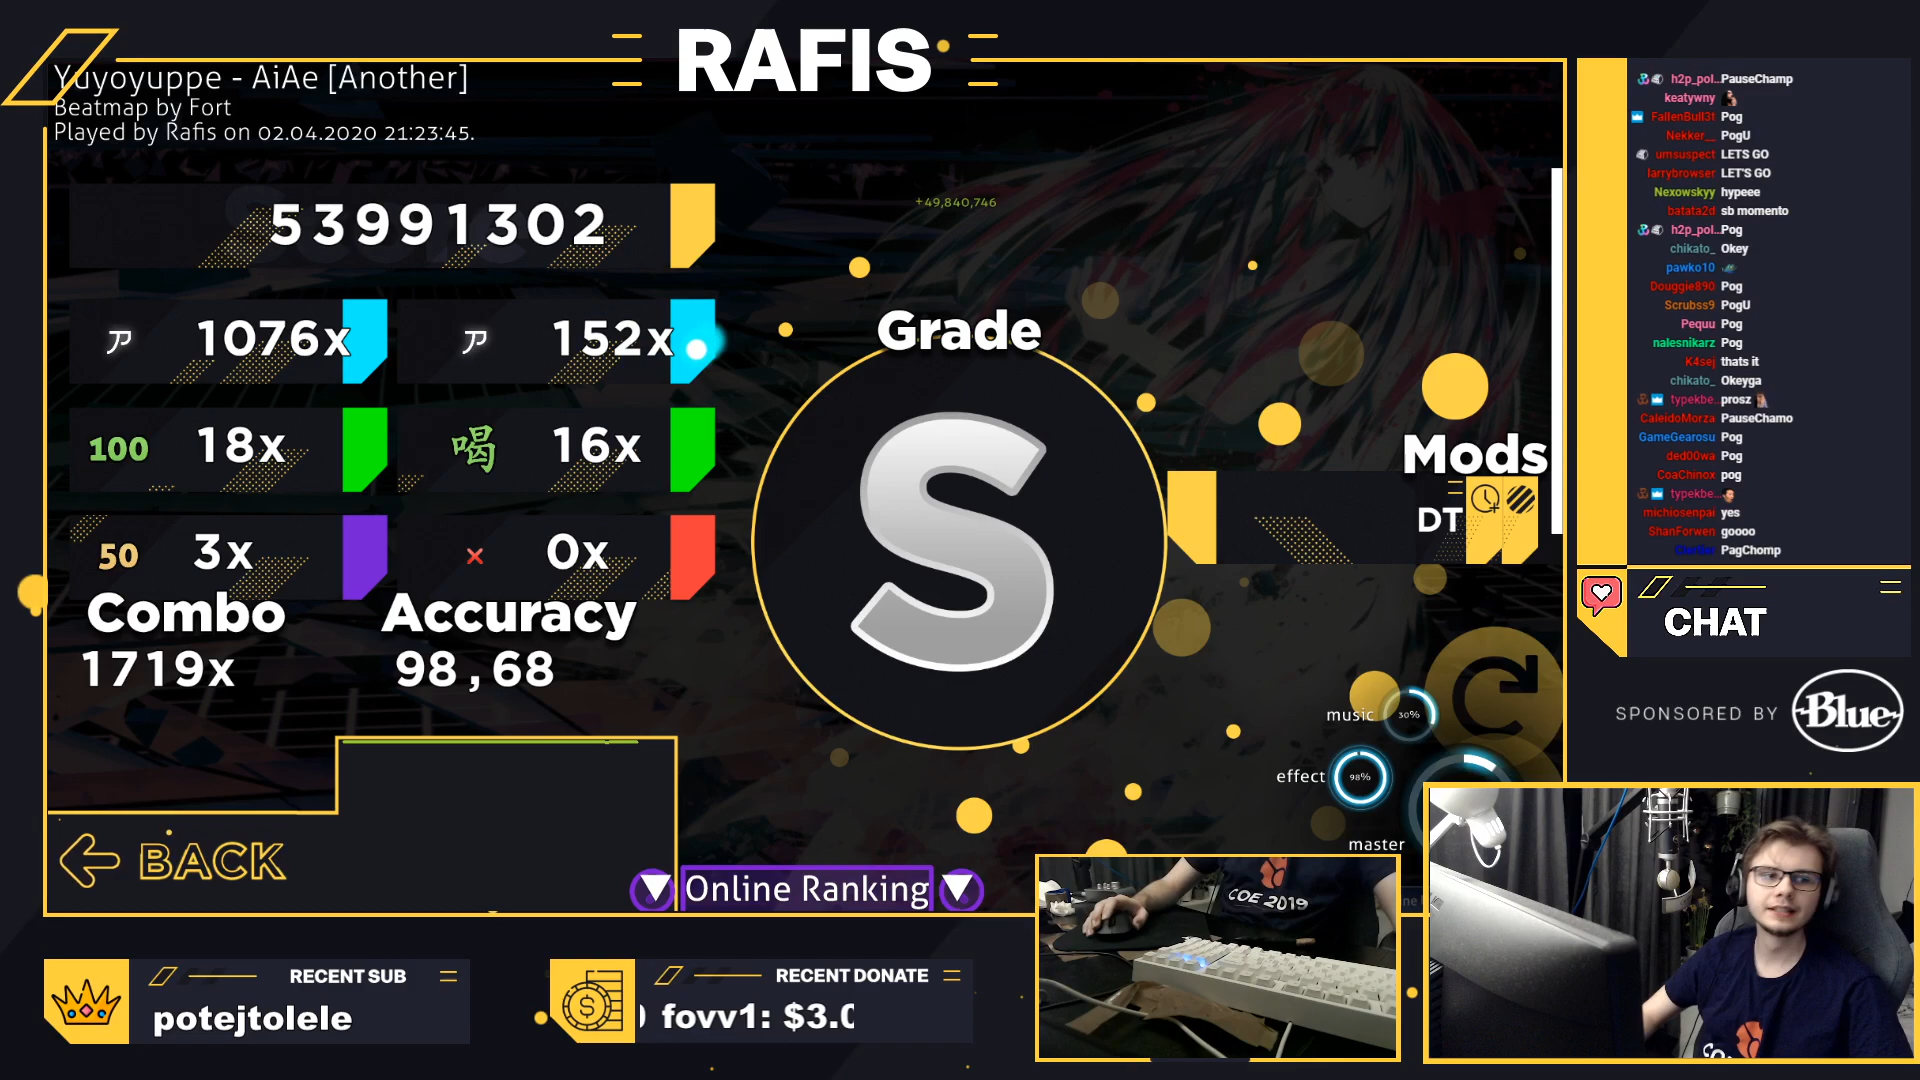 RAFIS
Yuyoyuppe - AiAe [Another]
Beatmap by Fort
Played by Rafis on 02.04.2020 21:23:45.
53991302
+49,840,746
ア 1076x
ア 152x
100 18x
喝 16x
50 3x
× 0x
Combo
1719x
Accuracy
98,68
Grade
S
Mods
DT
music 30%
effect 98%
master
BACK
Online Ranking
h2p_pol... PauseChamp
keatywny
FallenBull3t Pog
Nekker__ PogU
umsuspect LETS GO
larrybrowser LET'S GO
Nexowskyy hypeee
batata2d sb momento
h2p_pol... Pog
chikato_ Okey
pawko10
Douggie890 Pog
Scrubss9 PogU
Pequu Pog
nalesnikarz Pog
K4sej thats it
chikato_ Okeyga
typekbe... prosz
CaleidoMorza PauseChamo
GameGearosu Pog
ded00wa Pog
CoaChinox pog
typekbe...
michiosenpai yes
ShanForwen goooo
PagChomp
CHAT
SPONSORED BY Blue
RECENT SUB
potejtolele
RECENT DONATE
fovv1: $3.0
COE 2019